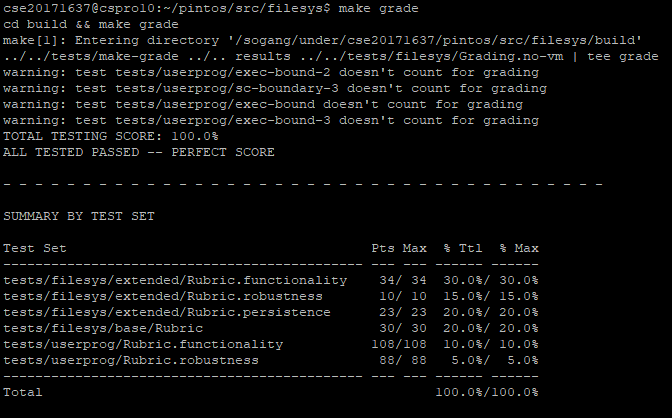 cse20171637@cspro10:~/pintos/src/filesys$ make grade
cd build && make grade
make[1]: Entering directory '/sogang/under/cse20171637/pintos/src/filesys/build'
../../tests/make-grade ../.. results ../../tests/filesys/Grading.no-vm | tee grade
warning: test tests/userprog/exec-bound-2 doesn't count for grading
warning: test tests/userprog/sc-boundary-3 doesn't count for grading
warning: test tests/userprog/exec-bound doesn't count for grading
warning: test tests/userprog/exec-bound-3 doesn't count for grading
TOTAL TESTING SCORE: 100.0%
ALL TESTED PASSED -- PERFECT SCORE
- - - - - - - - - - - - - - - - - - - - - - - - - - - - - - - - - - - - - -
SUMMARY BY TEST SET
Test Set                                      Pts Max  % Ttl  % Max
--------------------------------------------- --- --- ------ ------
tests/filesys/extended/Rubric.functionality    34/ 34  30.0%/ 30.0%
tests/filesys/extended/Rubric.robustness       10/ 10  15.0%/ 15.0%
tests/filesys/extended/Rubric.persistence      23/ 23  20.0%/ 20.0%
tests/filesys/base/Rubric                      30/ 30  20.0%/ 20.0%
tests/userprog/Rubric.functionality           108/108  10.0%/ 10.0%
tests/userprog/Rubric.robustness               88/ 88   5.0%/  5.0%
--------------------------------------------- --- --- ------ ------
Total                                                 100.0%/100.0%